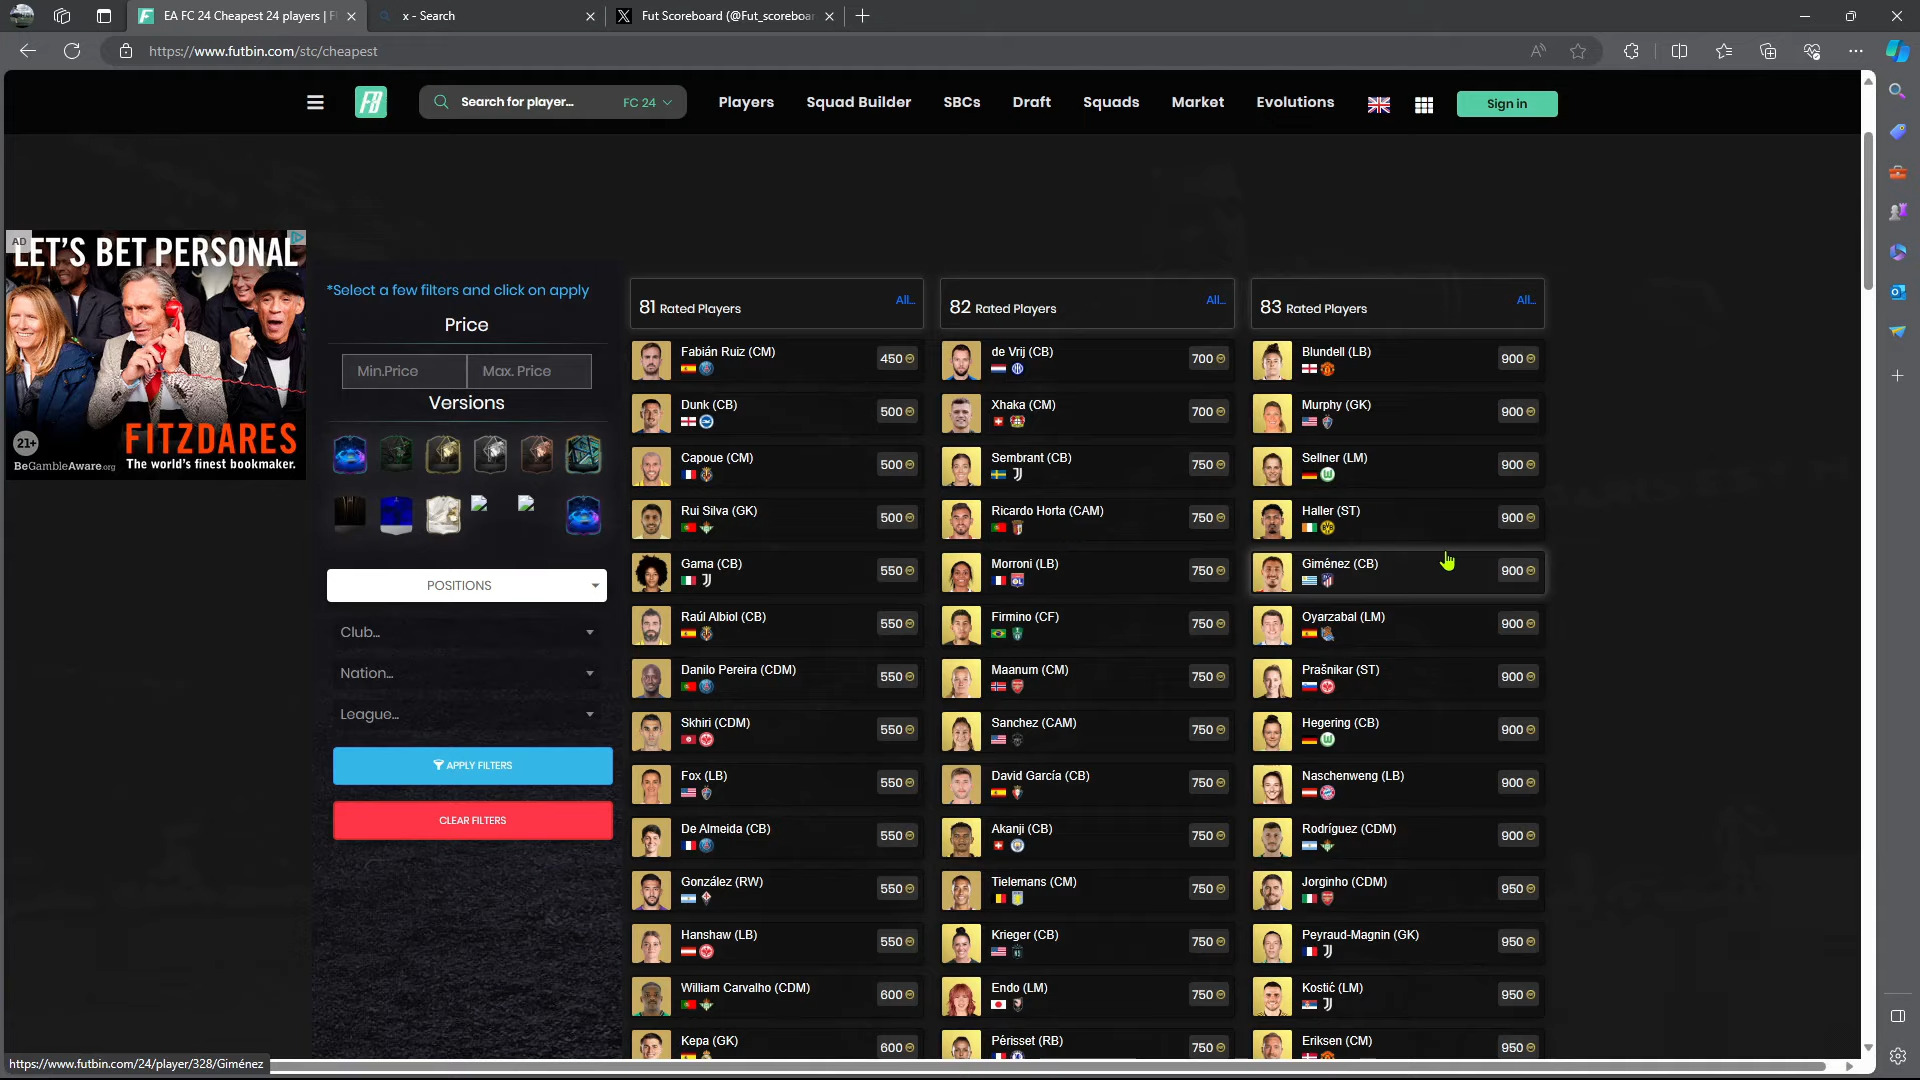 EA FC 24 Cheapest 24 players | F
x - Search
Fut Scoreboard (@Fut_scoreboar
https://www.futbin.com/stc/cheapest
FB
Search for player...
FC 24
Players
Squad Builder
SBCs
Draft
Squads
Market
Evolutions
Sign in
AD
LET'S BET PERSONAL
21+
BeGambleAware.org
FITZDARES
The world's finest bookmaker.
*Select a few filters and click on apply
Price
Min.Price
Max. Price
Versions
POSITIONS
Club...
Nation...
League...
APPLY FILTERS
CLEAR FILTERS
81 Rated Players
All..
Fabián Ruiz (CM)
450
Dunk (CB)
500
Capoue (CM)
500
Rui Silva (GK)
500
Gama (CB)
550
Raúl Albiol (CB)
550
Danilo Pereira (CDM)
550
Skhiri (CDM)
550
Fox (LB)
550
De Almeida (CB)
550
González (RW)
550
Hanshaw (LB)
550
William Carvalho (CDM)
600
Kepa (GK)
600
82 Rated Players
All..
de Vrij (CB)
700
Xhaka (CM)
700
Sembrant (CB)
750
Ricardo Horta (CAM)
750
Morroni (LB)
750
Firmino (CF)
750
Maanum (CM)
750
Sanchez (CAM)
750
David García (CB)
750
Akanji (CB)
750
Tielemans (CM)
750
Krieger (CB)
750
Endo (LM)
750
Périsset (RB)
750
83 Rated Players
All..
Blundell (LB)
900
Murphy (GK)
900
Sellner (LM)
900
Haller (ST)
900
Giménez (CB)
900
Oyarzabal (LM)
900
Prašnikar (ST)
900
Hegering (CB)
900
Naschenweng (LB)
900
Rodríguez (CDM)
900
Jorginho (CDM)
950
Peyraud-Magnin (GK)
950
Kostić (LM)
950
Eriksen (CM)
950
https://www.futbin.com/24/player/328/Giménez